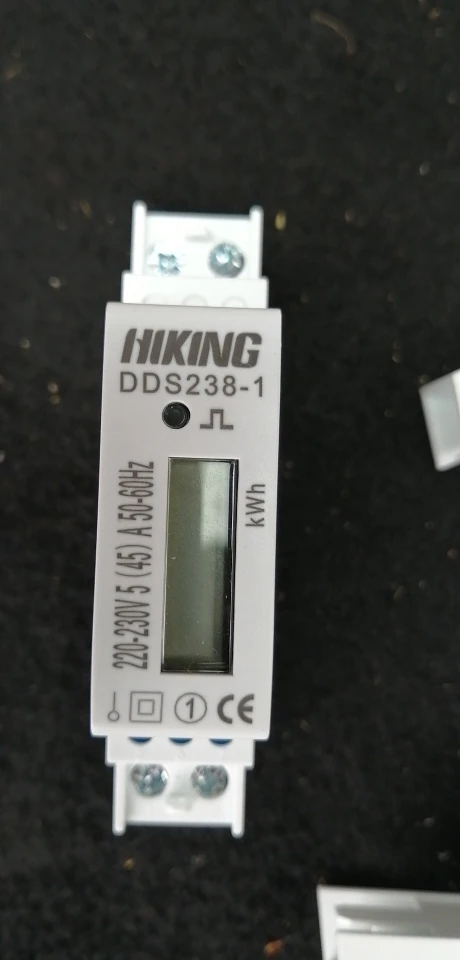 HIKING
DDS238-1
220-230V 5 (45) A 50-60Hz
kWh
1 CE